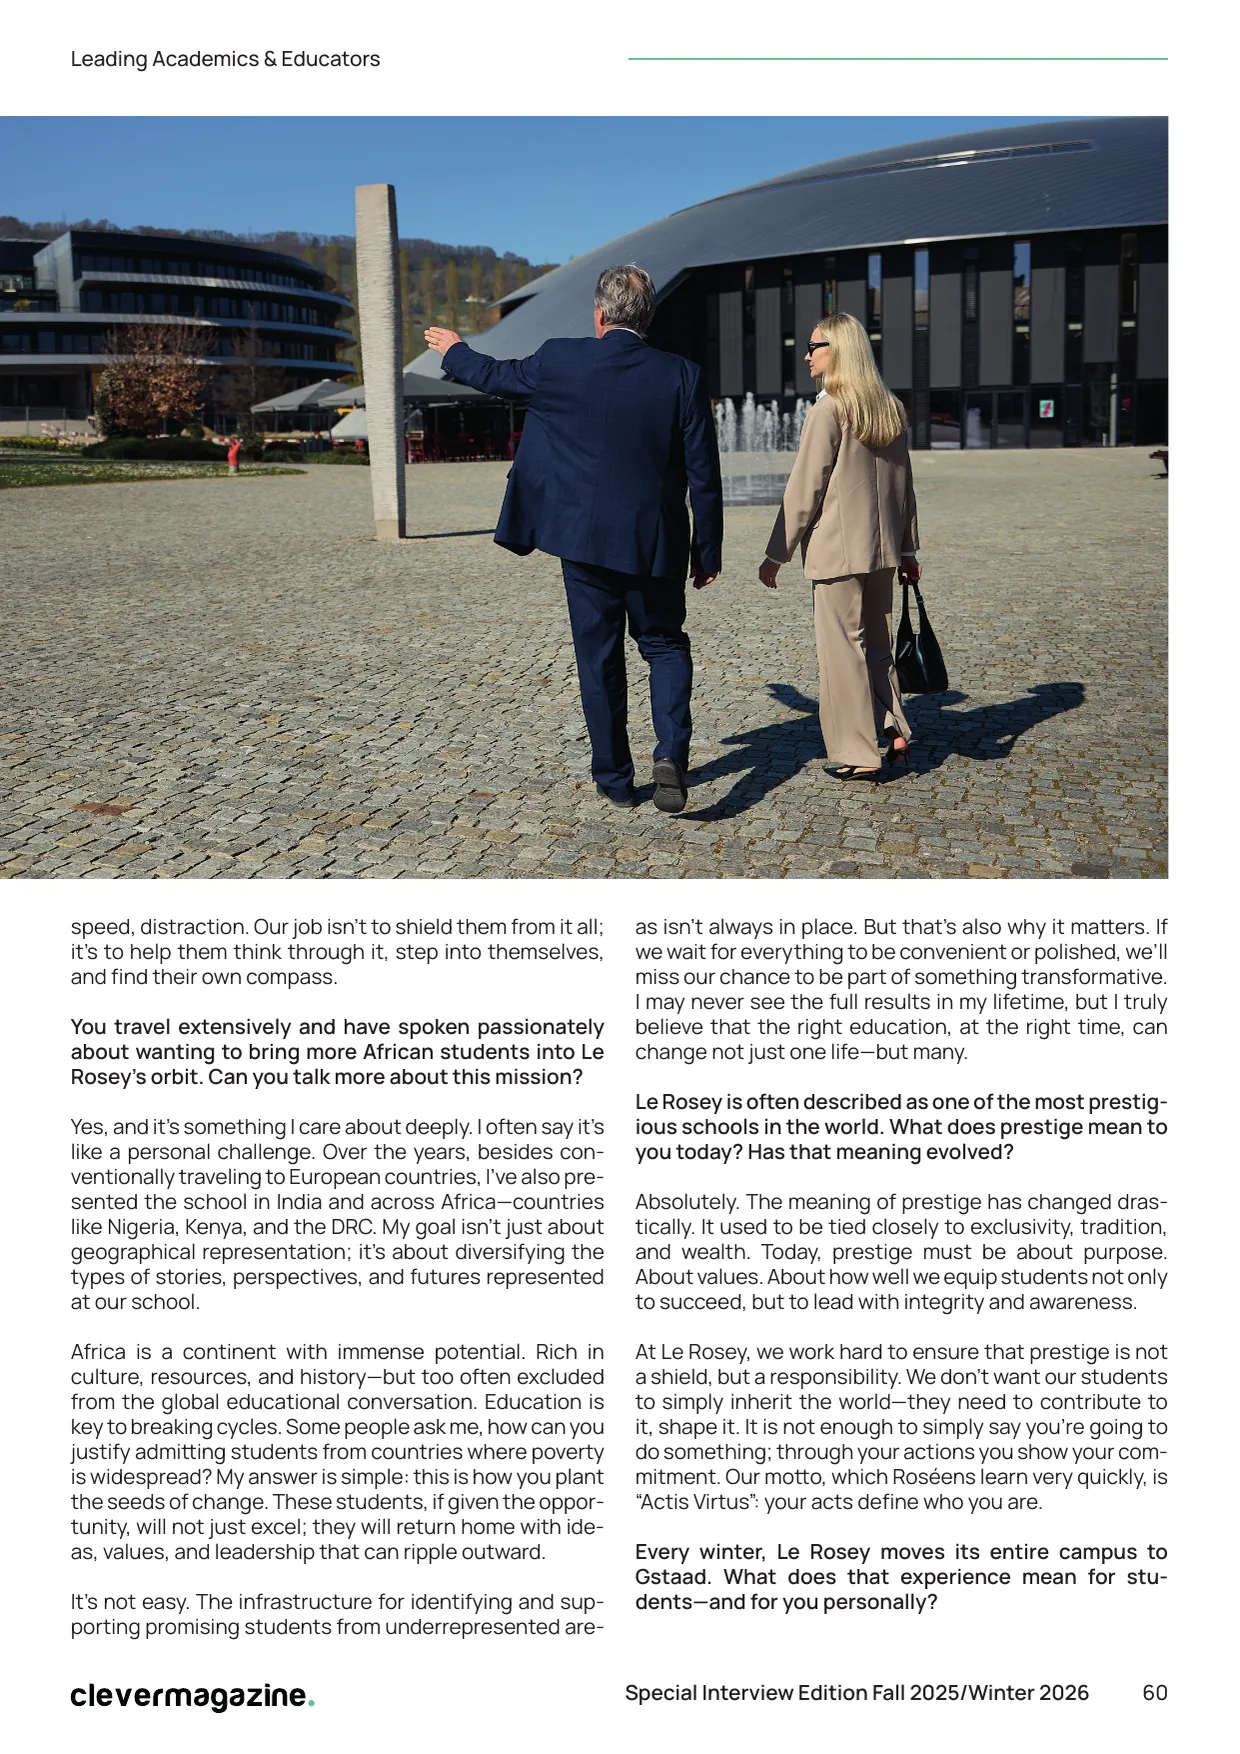 Leading Academics & Educators
speed, distraction. Our job isn't to shield them from it all;
it's to help them think through it, step into themselves,
and find their own compass.
You travel extensively and have spoken passionately
about wanting to bring more African students into Le
Rosey's orbit. Can you talk more about this mission?
Yes, and it's something I care about deeply. I often say it's
like a personal challenge. Over the years, besides con-
ventionally traveling to European countries, I've also pre-
sented the school in India and across Africa—countries
like Nigeria, Kenya, and the DRC. My goal isn't just about
geographical representation; it's about diversifying the
types of stories, perspectives, and futures represented
at our school.
Africa is a continent with immense potential. Rich in
culture, resources, and history—but too often excluded
from the global educational conversation. Education is
key to breaking cycles. Some people ask me, how can you
justify admitting students from countries where poverty
is widespread? My answer is simple: this is how you plant
the seeds of change. These students, if given the oppor-
tunity, will not just excel; they will return home with ide-
as, values, and leadership that can ripple outward.
It's not easy. The infrastructure for identifying and sup-
porting promising students from underrepresented are-
as isn't always in place. But that's also why it matters. If
we wait for everything to be convenient or polished, we'll
miss our chance to be part of something transformative.
I may never see the full results in my lifetime, but I truly
believe that the right education, at the right time, can
change not just one life—but many.
Le Rosey is often described as one of the most prestig-
ious schools in the world. What does prestige mean to
you today? Has that meaning evolved?
Absolutely. The meaning of prestige has changed dras-
tically. It used to be tied closely to exclusivity, tradition,
and wealth. Today, prestige must be about purpose.
About values. About how well we equip students not only
to succeed, but to lead with integrity and awareness.
At Le Rosey, we work hard to ensure that prestige is not
a shield, but a responsibility. We don't want our students
to simply inherit the world—they need to contribute to
it, shape it. It is not enough to simply say you're going to
do something; through your actions you show your com-
mitment. Our motto, which Roséens learn very quickly, is
“Actis Virtus”: your acts define who you are.
Every winter, Le Rosey moves its entire campus to
Gstaad. What does that experience mean for stu-
dents—and for you personally?
clevermagazine.
Special Interview Edition Fall 2025/Winter 2026
60